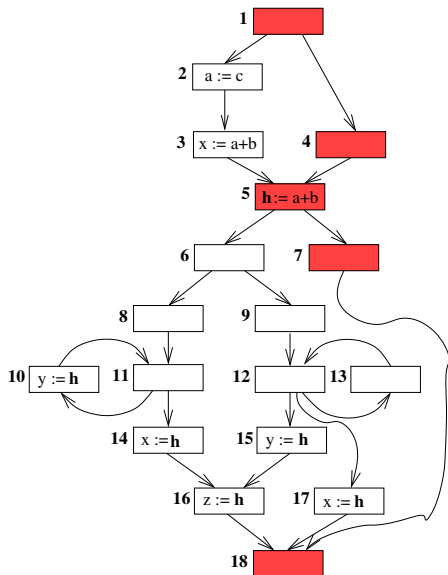 1
2 a := c
3 x := a+b 4
5 h := a+b
6 7
8 9
10 y := h 11 12 13
14 x := h 15 y := h
16 z := h 17 x := h
18